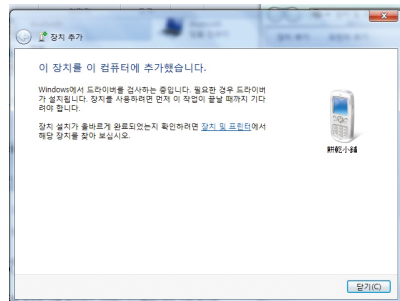 장치 추가
이 장치를 이 컴퓨터에 추가했습니다.
Windows에서 드라이버를 검사하는 중입니다. 필요한 경우 드라이버
가 설치됩니다. 장치를 사용하려면 먼저 이 작업이 끝날 때까지 기다
려야 합니다.
장치 설치가 올바르게 완료되었는지 확인하려면 장치 및 프린터에서
해당 장치를 찾아 보십시오.
餠乾小鋪
닫기(C)